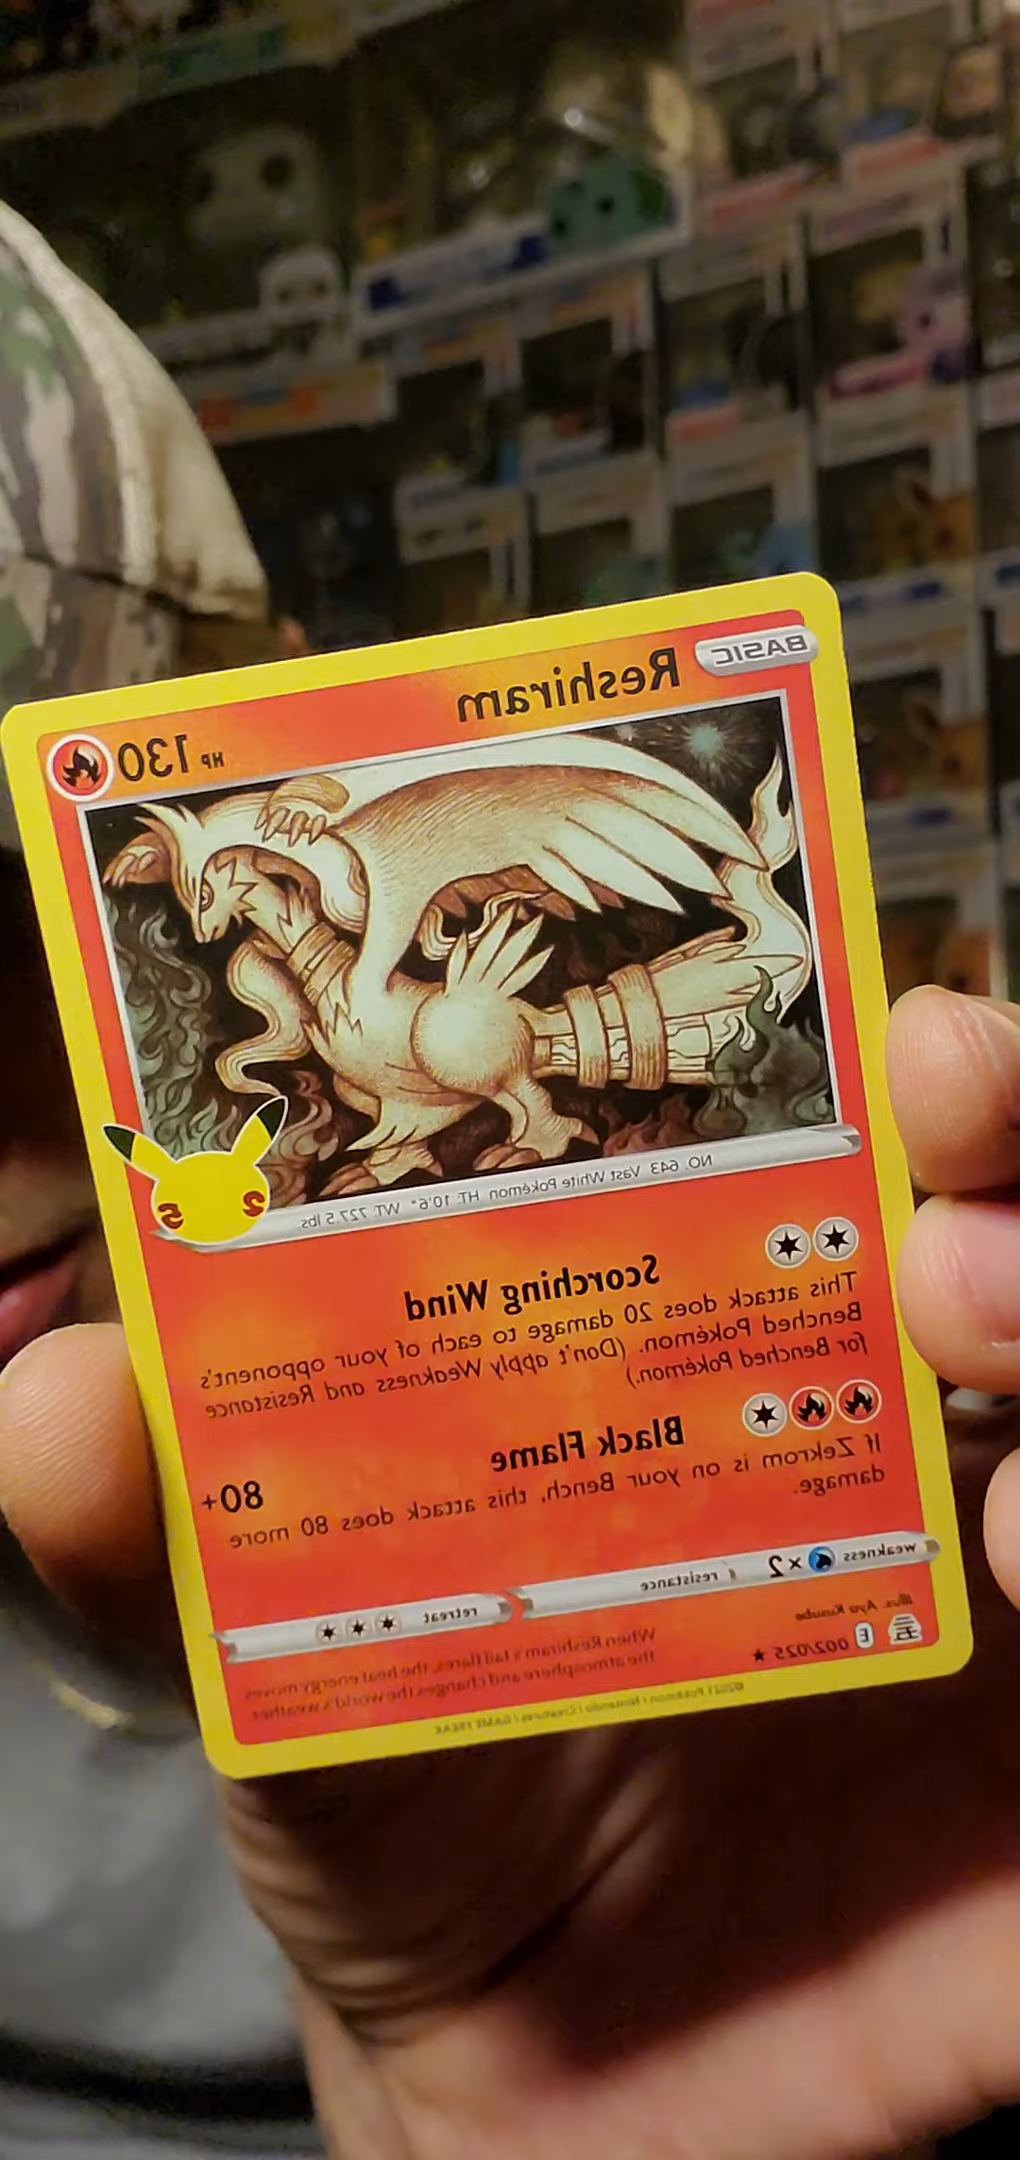 BASIC
Reshiram
HP 130
NO. 643 Vast White Pokémon HT: 10'6" WT: 727.5 lbs.
25
Scorching Wind
This attack does 20 damage to each of your opponent's
Benched Pokémon. (Don't apply Weakness and Resistance
for Benched Pokémon.)
Black Flame
80+
If Zekrom is on your Bench, this attack does 80 more
damage.
weakness ×2 resistance retreat
Illus. Ayo Kusube
E 002/025 ★
When Reshiram's tail flares, the heat energy moves
the atmosphere and changes the world's weather.
©2021 Pokémon / Nintendo / Creatures / GAME FREAK